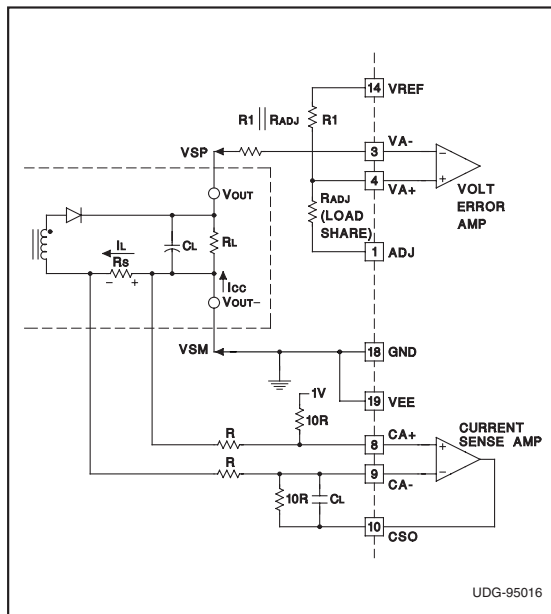 14 VREF
R1 || RADJ R1
VSP 3 VA-
4 VA+
VOUT
VOLT
ERROR
AMP
RADJ
(LOAD
SHARE)
1 ADJ
IL
RS
- +
CL
RL
ICC
VOUT-
VSM 18 GND
19 VEE
1V
10R
R 8 CA+
CURRENT
SENSE AMP
R 9 CA-
10R CL
10 CSO
- +
+ -
UDG-95016